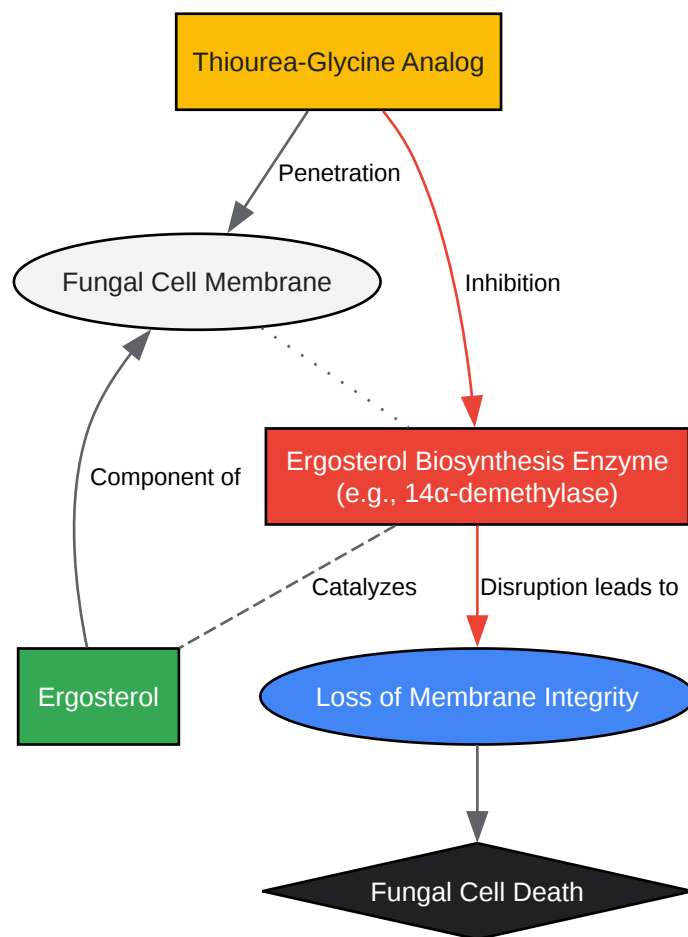 Thiourea-Glycine Analog
Penetration
Fungal Cell Membrane
Inhibition
Ergosterol Biosynthesis Enzyme
(e.g., 14α-demethylase)
Component of
Catalyzes
Disruption leads to
Ergosterol
Loss of Membrane Integrity
Fungal Cell Death